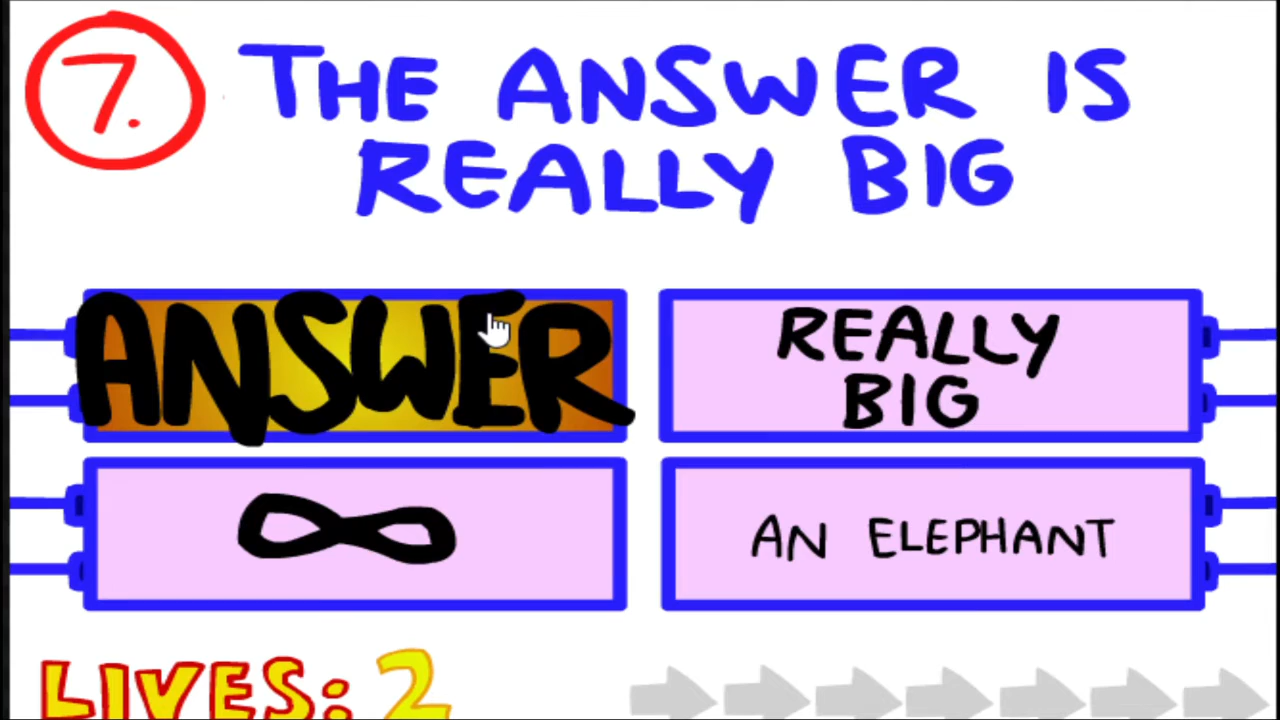 7. THE ANSWER IS
REALLY BIG
ANSWER
REALLY
BIG
∞
AN ELEPHANT
LIVES: 2